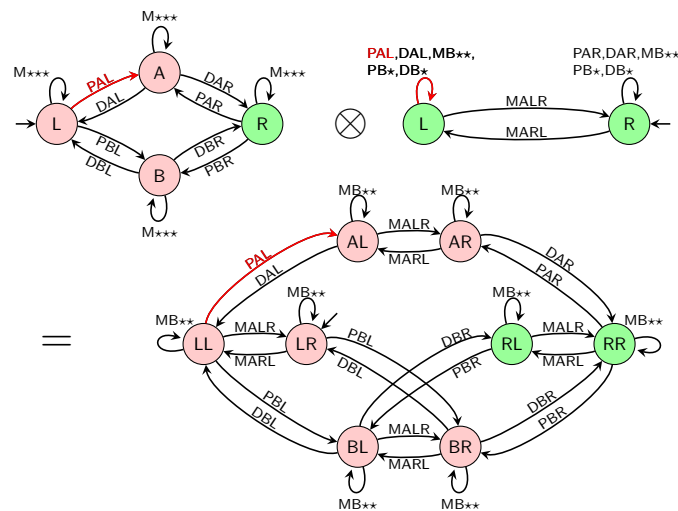 PAL,DAL,MB⋆⋆,
PB⋆,DB⋆
PAR,DAR,MB⋆⋆
PB⋆,DB⋆
M⋆⋆⋆
M⋆⋆⋆
M⋆⋆⋆
PAL
A
DAR
DAL
PAR
L
R
⊗
L
MALR
MARL
R
PBL
DBR
DBL
PBR
B
M⋆⋆⋆
MB⋆⋆
MB⋆⋆
AL
MALR
MARL
AR
PAL
DAL
DAR
PAR
MB⋆⋆
MB⋆⋆
MB⋆⋆
MB⋆⋆
=
LL
MALR
MARL
LR
PBL
DBL
DBR
PBR
RL
MALR
MARL
RR
PBL
DBL
DBR
PBR
BL
MALR
MARL
BR
MB⋆⋆
MB⋆⋆